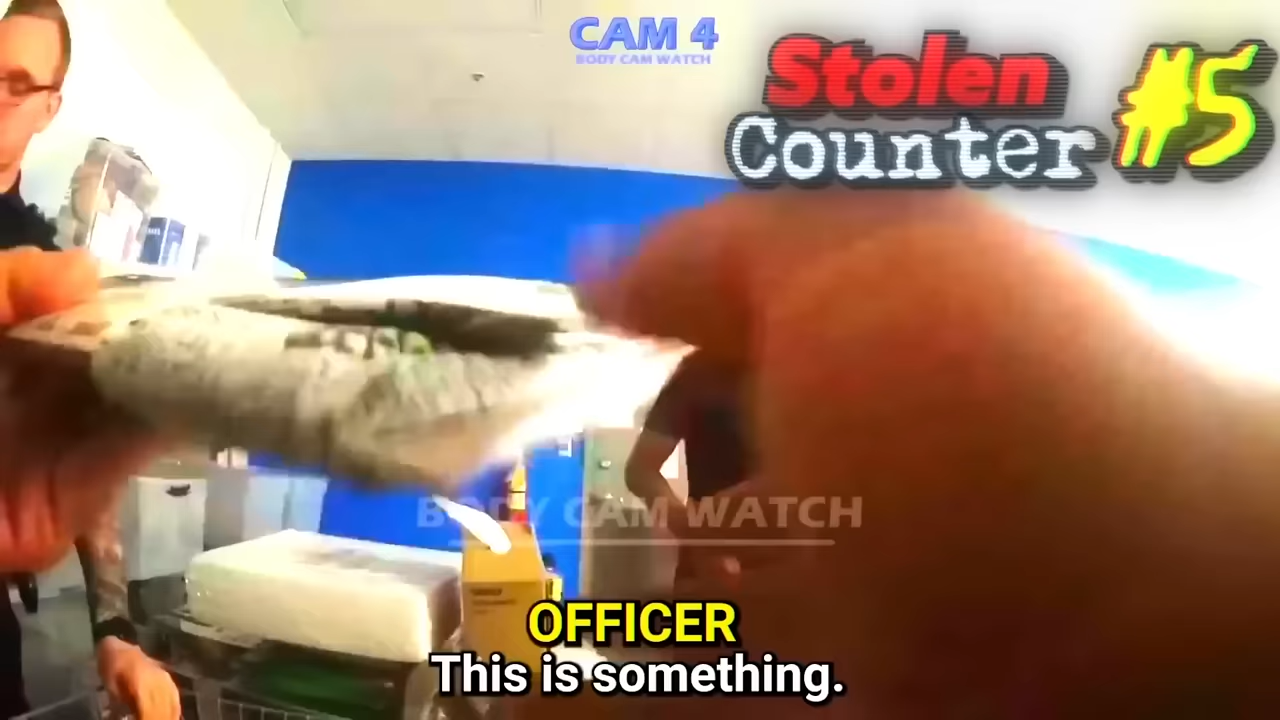 CAM 4
BODY CAM WATCH
Stolen
Counter #5
BODY CAM WATCH
OFFICER
This is something.